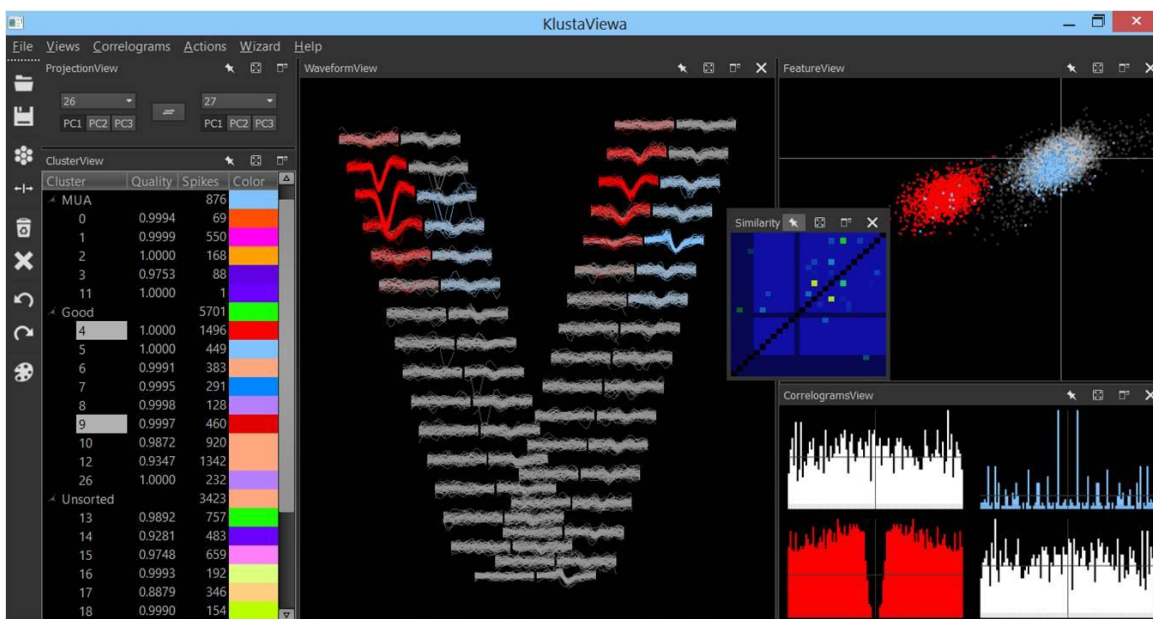 KlustaViewa
File Views Correlograms Actions Wizard Help
ProjectionView
26 27
PC1 PC2 PC3 PC1 PC2 PC3
ClusterView
Cluster Quality Spikes Color
MUA 876
0 0.9994 69
1 0.9999 550
2 1.0000 168
3 0.9753 88
11 1.0000 1
Good 5701
4 1.0000 1496
5 1.0000 449
6 0.9991 383
7 0.9995 291
8 0.9998 128
9 0.9997 460
10 0.9872 920
12 0.9347 1342
26 1.0000 232
Unsorted 3423
13 0.9892 757
14 0.9281 483
15 0.9748 659
16 0.9993 192
17 0.8879 346
18 0.9990 154
WaveformView
FeatureView
Similarity
CorrelogramsView